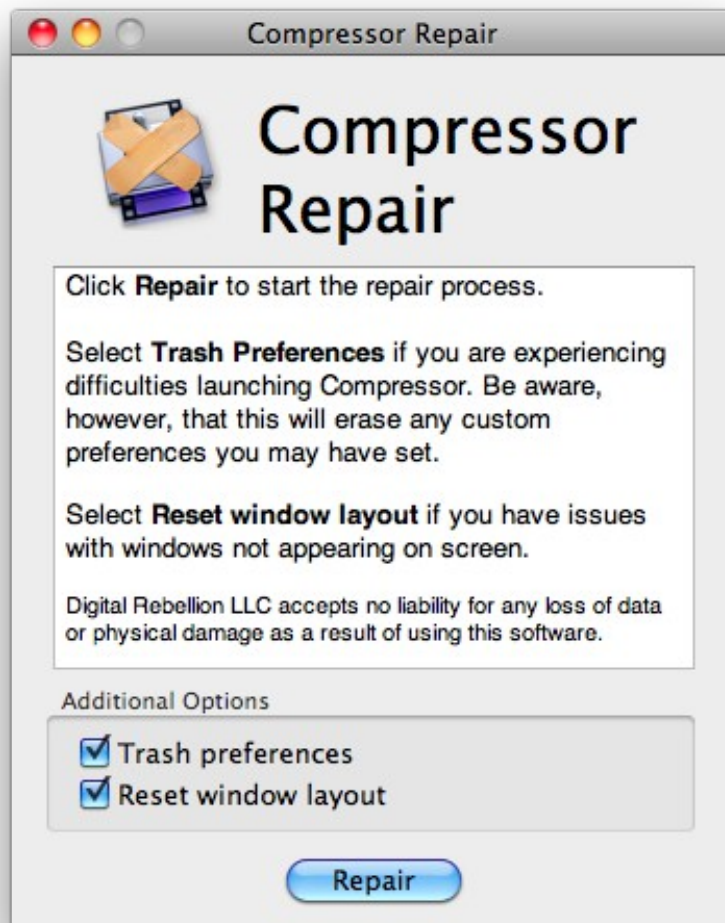 Compressor Repair
Compressor
Repair
Click Repair to start the repair process.
Select Trash Preferences if you are experiencing
difficulties launching Compressor. Be aware,
however, that this will erase any custom
preferences you may have set.
Select Reset window layout if you have issues
with windows not appearing on screen.
Digital Rebellion LLC accepts no liability for any loss of data
or physical damage as a result of using this software.
Additional Options
Trash preferences
Reset window layout
Repair